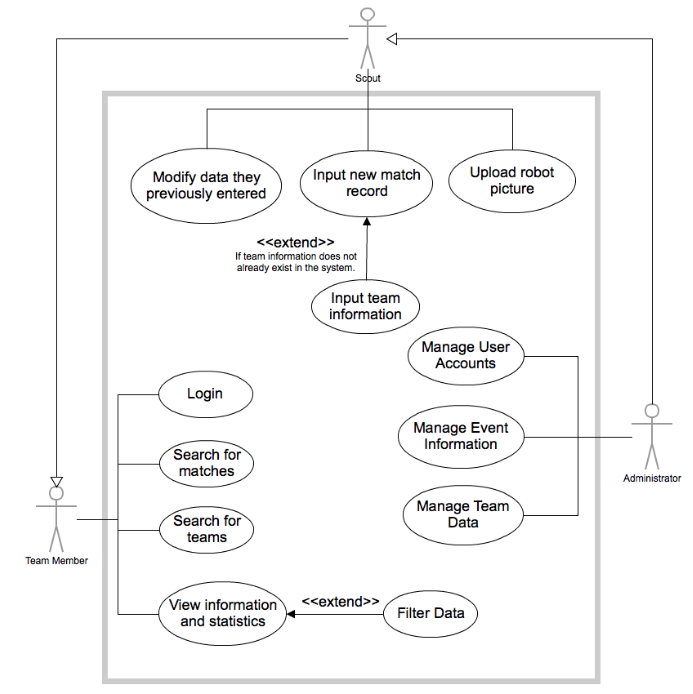 Scout
Modify data they
previously entered
Input new match
record
Upload robot
picture
<<extend>>
If team information does not
already exist in the system.
Input team
information
Manage User
Accounts
Login
Manage Event
Information
Administrator
Search for
matches
Manage Team
Data
Search for
teams
Team Member
View information
and statistics
<<extend>>
Filter Data